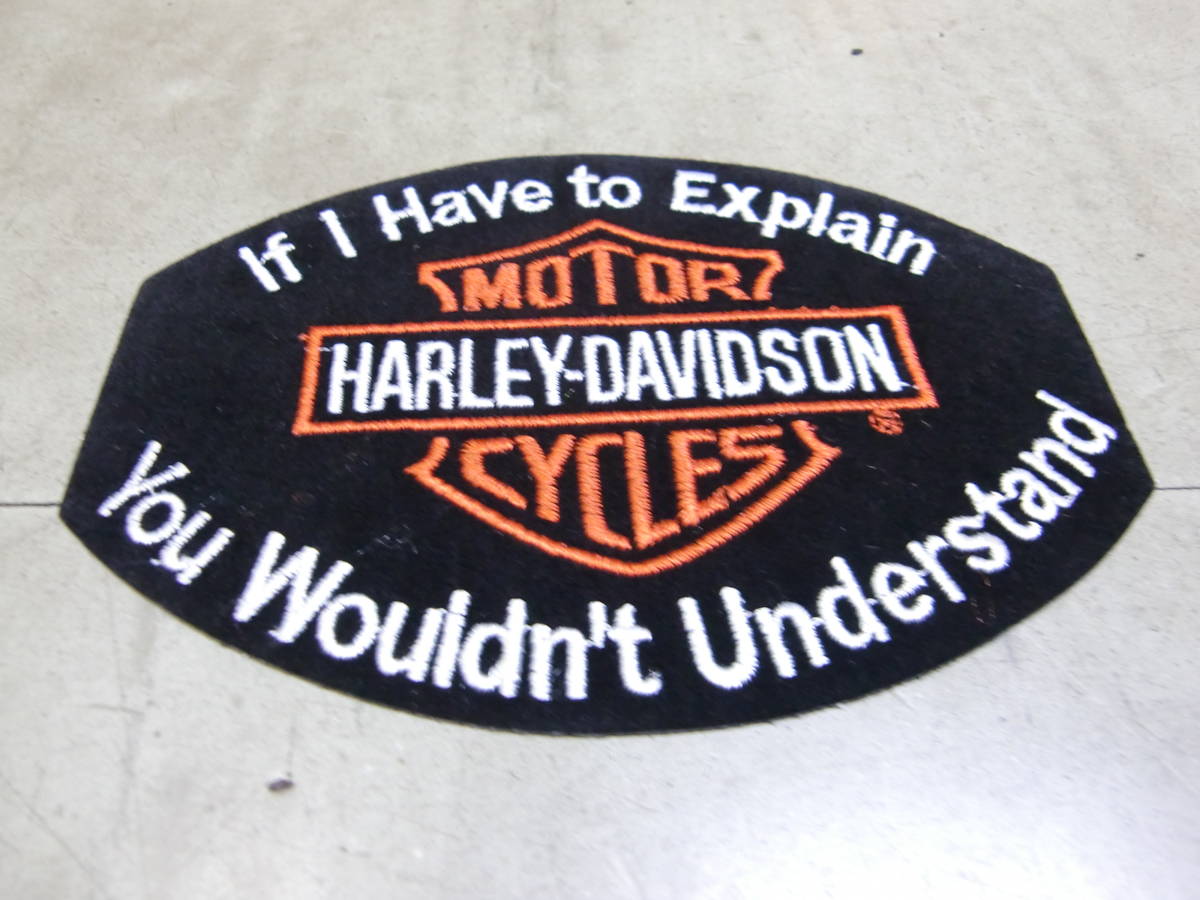 If I Have to Explain
MOTOR
HARLEY-DAVIDSON
CYCLES
®
You Wouldn't Understand